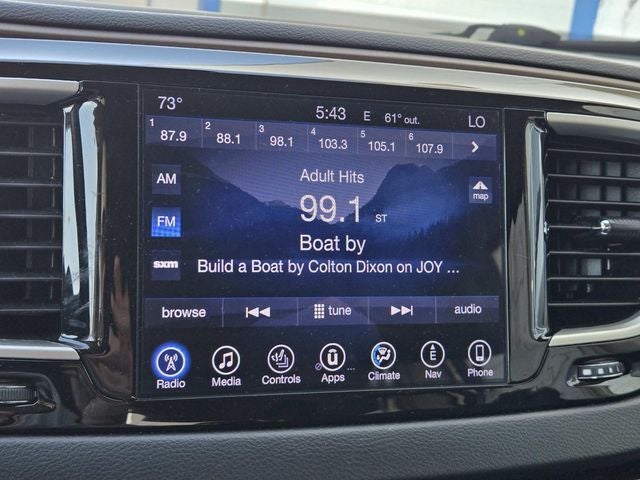 73° 5:43 E 61° out. LO
1 87.9 2 88.1 3 98.1 4 103.3 5 105.1 6 107.9
AM
Adult Hits
map
FM
99.1 ST
Boat by
sxm
Build a Boat by Colton Dixon on JOY ...
browse tune audio
Radio Media Controls Apps ... Climate Nav Phone